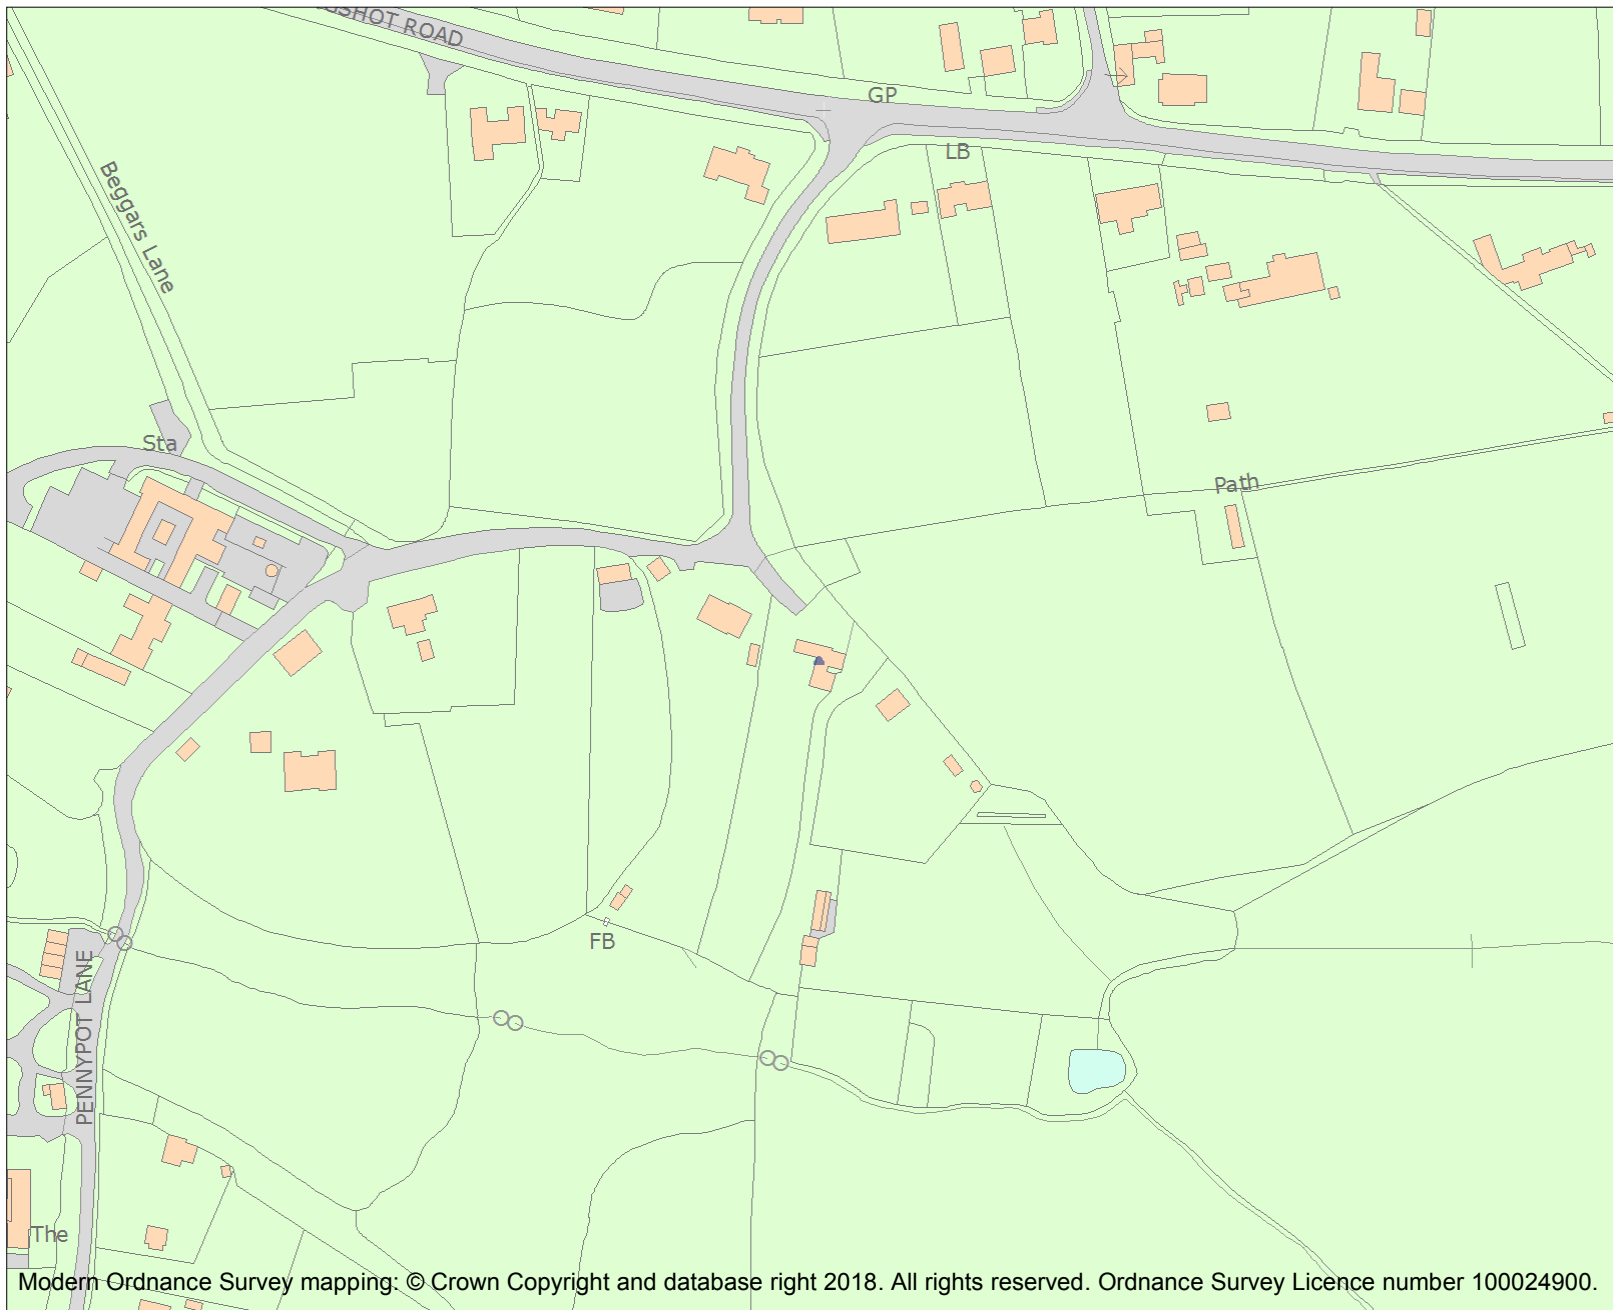 GSHOT ROAD
GP
LB
Beggars Lane
Sta
Path
FB
PENNYPOT LANE
The
Modern Ordnance Survey mapping: © Crown Copyright and database right 2018. All rights reserved. Ordnance Survey Licence number 100024900.